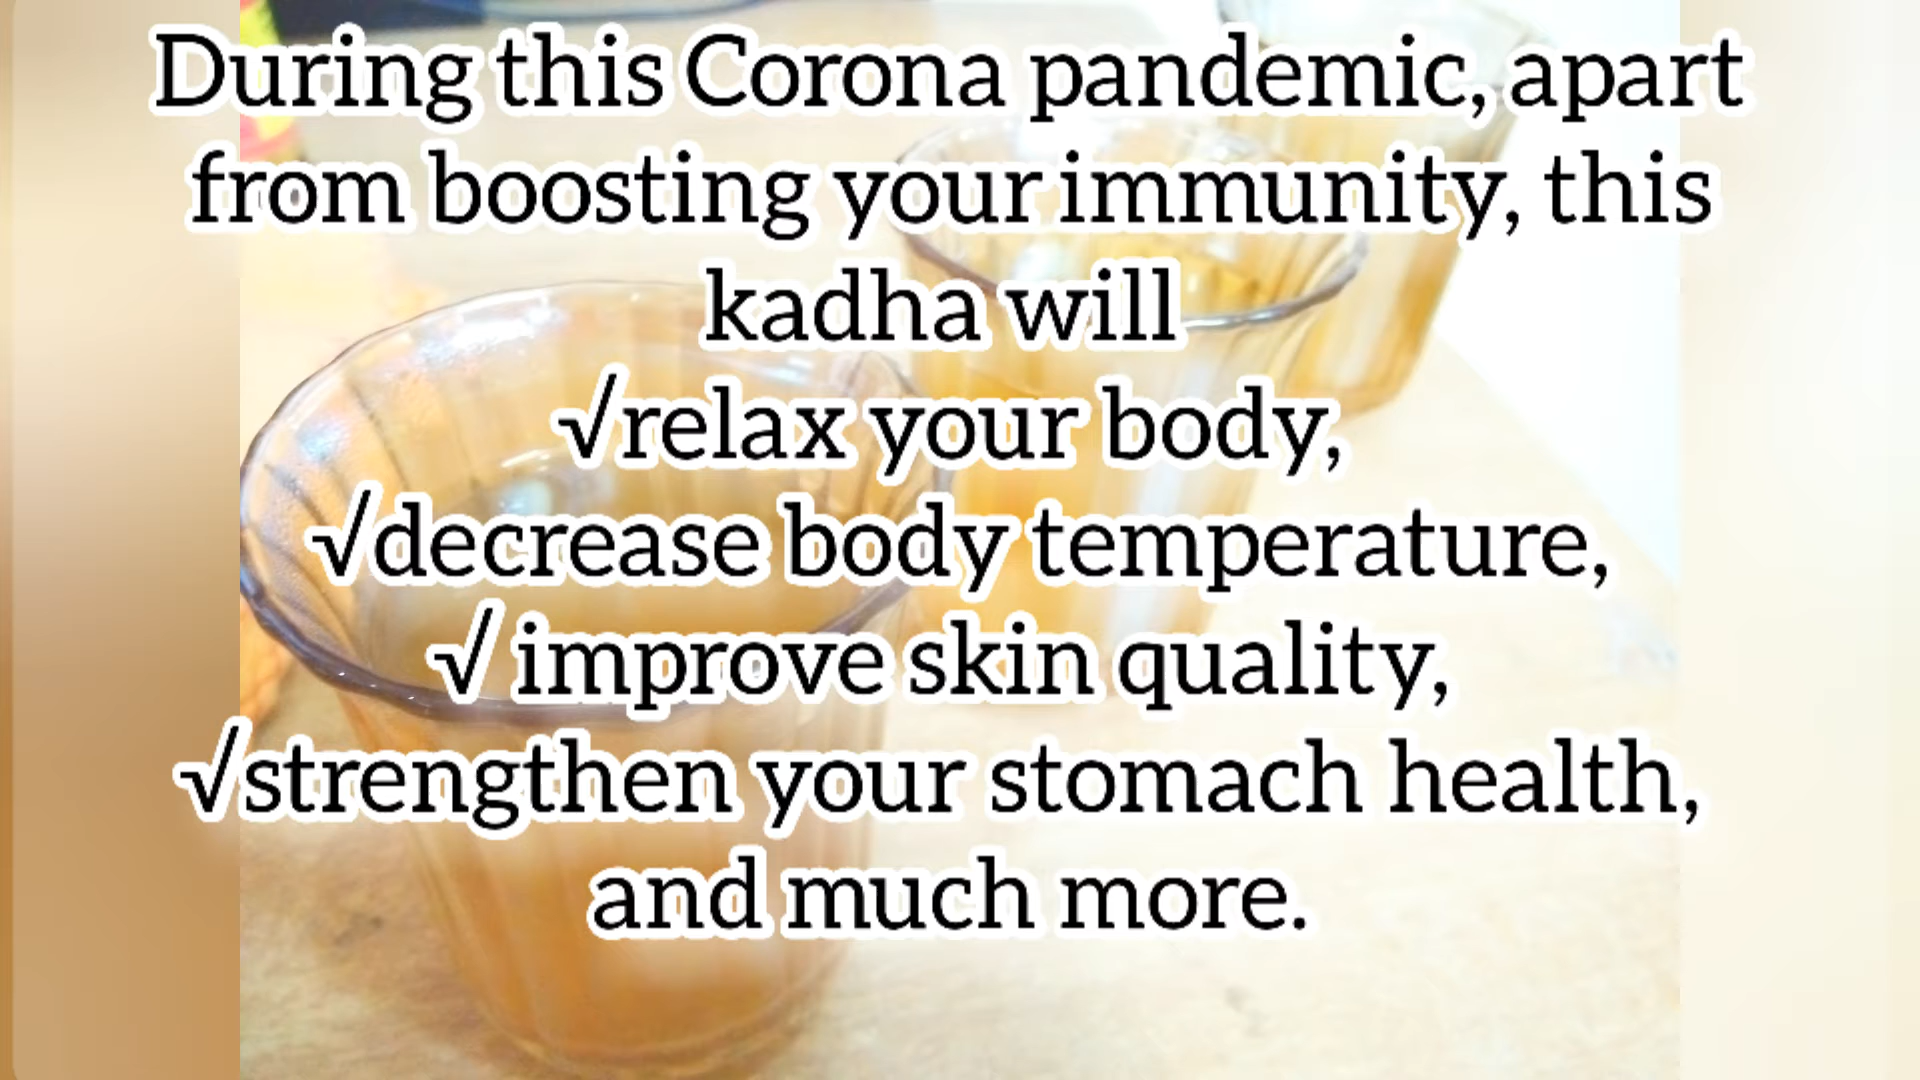 During this Corona pandemic, apart
from boosting your immunity, this
kadha will
√relax your body,
√decrease body temperature,
√ improve skin quality,
√strengthen your stomach health,
and much more.